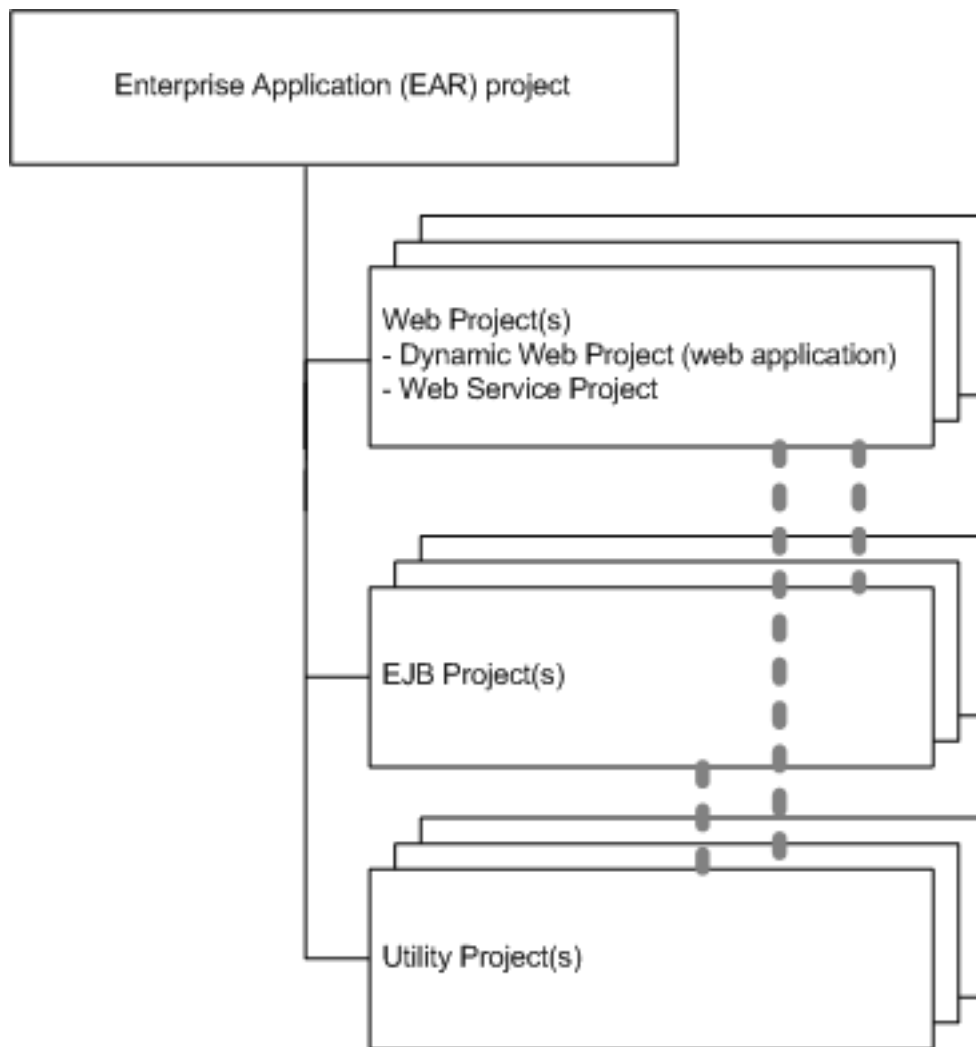 Enterprise Application (EAR) project
Web Project(s)
- Dynamic Web Project (web application)
- Web Service Project
EJB Project(s)
Utility Project(s)